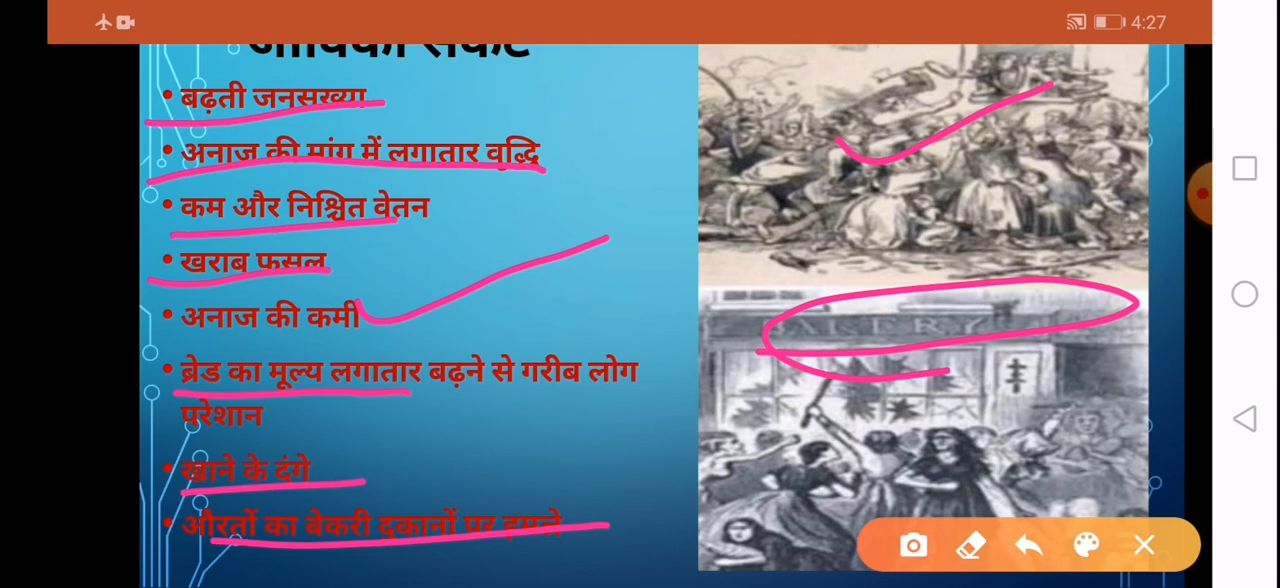 4:27
जीविका संकट
• बढ़ती जनसंख्या
• अनाज की मांग में लगातार वृद्धि
• कम और निश्चित वेतन
• खराब फसल
• अनाज की कमी
• ब्रेड का मूल्य लगातार बढ़ने से गरीब लोग
परेशान
• खाने के दंगे
• औरतों का बेकरी दुकानों पर हमले
BAKERY